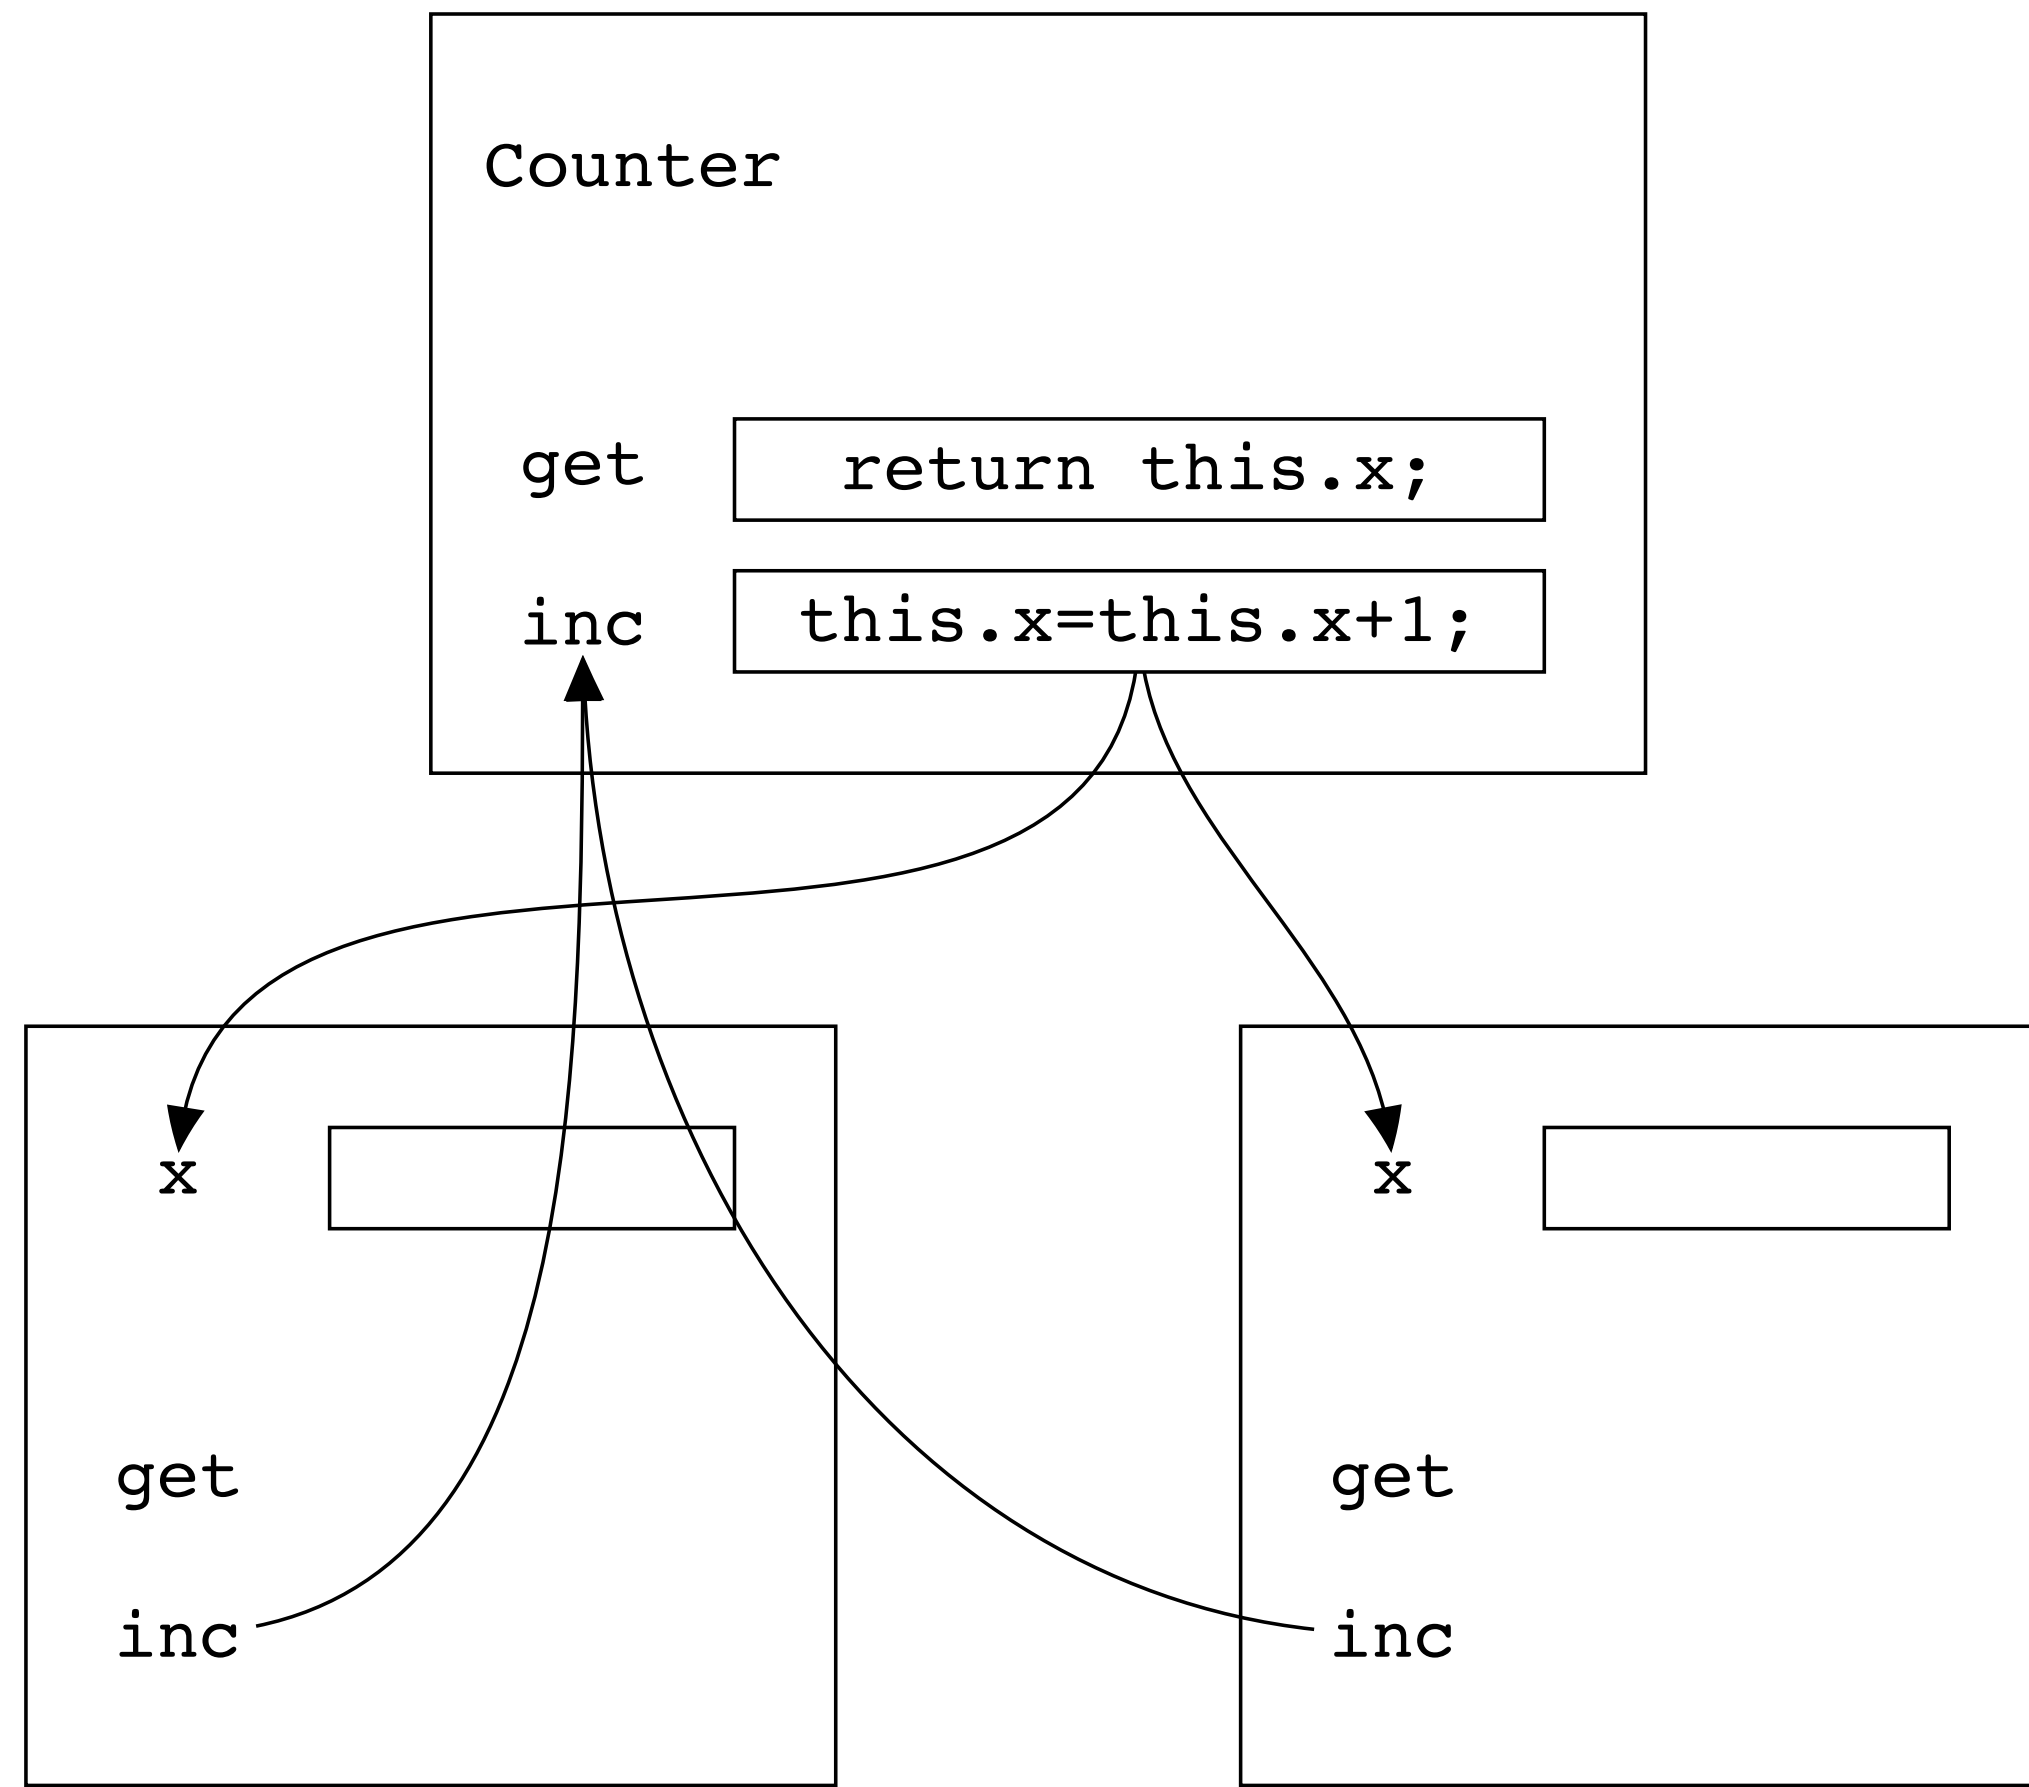 Counter
get return this.x;
inc this.x=this.x+1;
x x
get get
inc inc